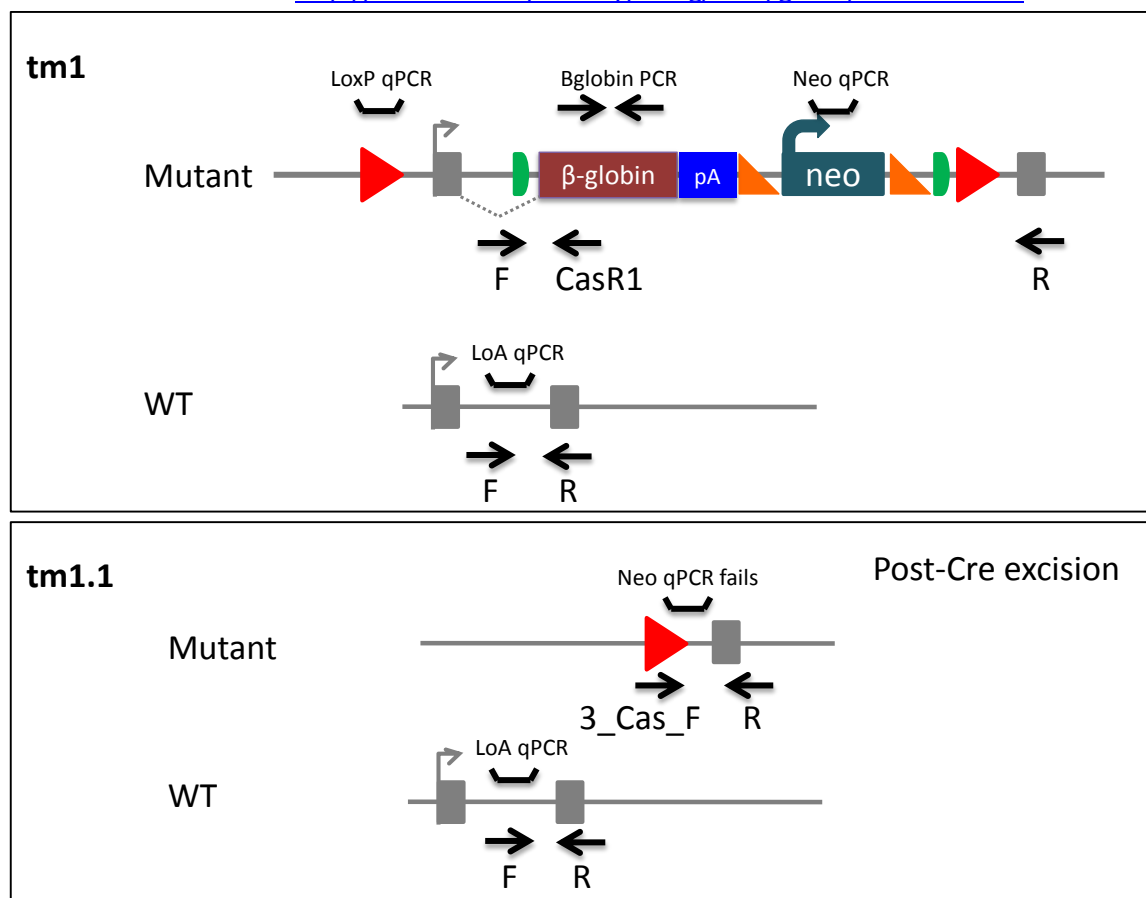 tm1
LoxP qPCR
Bglobin PCR
Neo qPCR
Mutant
β-globin
pA
neo
F
CasR1
R
LoA qPCR
WT
F
R
tm1.1
Post-Cre excision
Neo qPCR fails
Mutant
3_Cas_F
R
LoA qPCR
WT
F
R